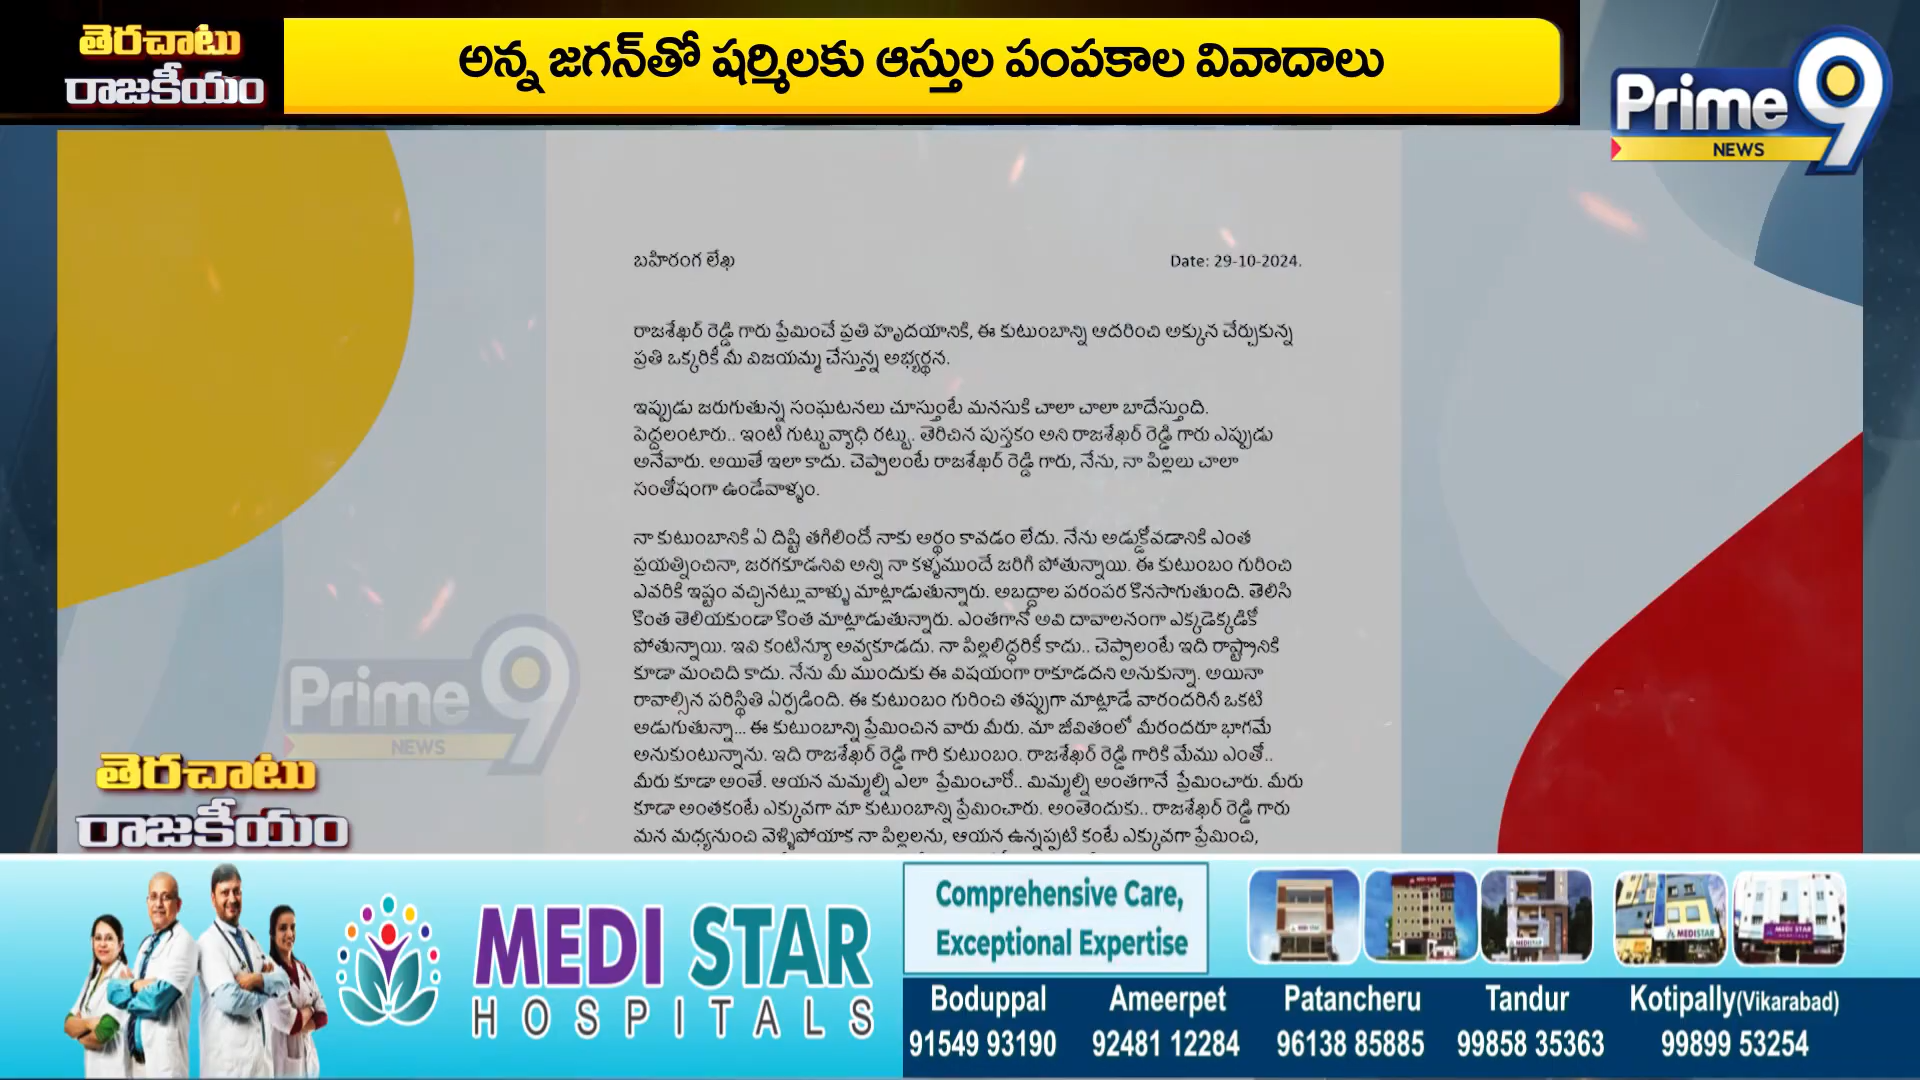 తెరచాటు
రాజకీయం
అన్న జగన్‌తో షర్మిలకు ఆస్తుల పంపకాల వివాదాలు
Prime9
NEWS
బహిరంగ లేఖ
Date: 29-10-2024.
రాజశేఖర్ రెడ్డి గారు ప్రేమించే ప్రతి హృదయానికి, ఈ కుటుంబాన్ని ఆదరించి అక్కున చేర్చుకున్న
ప్రతి ఒక్కరికీ మీ విజయమ్మ చేస్తున్న అభ్యర్థన.
ఇప్పుడు జరుగుతున్న సంఘటనలు చూస్తుంటే మనసుకి చాలా చాలా బాదేస్తుంది.
పెద్దలంటారు.. ఇంటి గుట్టువ్యాధి రట్టు. తెరిచిన పుస్తకం అని రాజశేఖర్ రెడ్డి గారు ఎప్పుడు
అనేవారు. అయితే ఇలా కాదు. చెప్పాలంటే రాజశేఖర్ రెడ్డి గారు, నేను, నా పిల్లలు చాలా
సంతోషంగా ఉండేవాళ్ళం.
నా కుటుంబానికి ఏ దిష్టి తగిలిందో నాకు అర్థం కావడం లేదు. నేను అడ్డుకోవడానికి ఎంత
ప్రయత్నించినా, జరగకూడనివి అన్ని నా కళ్ళముందే జరిగి పోతున్నాయి. ఈ కుటుంబం గురించి
ఎవరికి ఇష్టం వచ్చినట్లు వాళ్ళు మాట్లాడుతున్నారు. అబద్దాల పరంపర కొనసాగుతుంది. తెలిసి
కొంత తెలియకుండా కొంత మాట్లాడుతున్నారు. ఎంతగానో అవి దావాలనంగా ఎక్కడెక్కడికో
పోతున్నాయి. ఇవి కంటిన్యూ అవ్వకూడదు. నా పిల్లలిద్ధరికీ కాదు.. చెప్పాలంటే ఇది రాష్ట్రానికి
కూడా మంచిది కాదు. నేను మీ ముందుకు ఈ విషయంగా రాకూడదని అనుకున్నా. అయినా
రావాల్సిన పరిస్థితి ఏర్పడింది. ఈ కుటుంబం గురించి తప్పుగా మాట్లాడే వారందరినీ ఒకటి
అడుగుతున్నా... ఈ కుటుంబాన్ని ప్రేమించిన వారు మీరు. మా జీవితంలో మీరందరూ భాగమే
అనుకుంటున్నాను. ఇది రాజశేఖర్ రెడ్డి గారి కుటుంబం. రాజశేఖర్ రెడ్డి గారికి మేము ఎంతో..
మీరు కూడా అంతే. ఆయన మమ్మల్ని ఎలా ప్రేమించారో.. మిమ్మల్ని అంతగానే ప్రేమించారు. మీరు
కూడా అంతకంటే ఎక్కువగా మా కుటుంబాన్ని ప్రేమించారు. అంతెందుకు.. రాజశేఖర్ రెడ్డి గారు
మన మధ్యనుంచి వెళ్ళిపోయాక నా పిల్లలను, ఆయన ఉన్నప్పటి కంటే ఎక్కువగా ప్రేమించి,
Prime9
NEWS
తెరచాటు
రాజకీయం
MEDI STAR
HOSPITALS
Comprehensive Care,
Exceptional Expertise
Boduppal Ameerpet Patancheru Tandur Kotipally(Vikarabad)
91549 93190 92481 12284 96138 85885 99858 35363 99899 53254